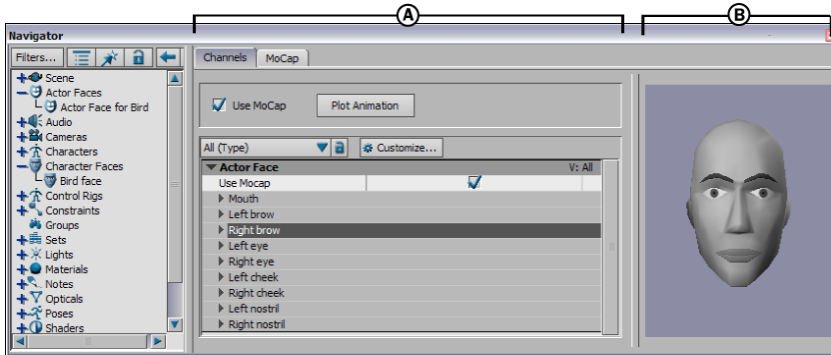 A
B
Navigator
Filters...
Scene
Actor Faces
Actor Face for Bird
Audio
Cameras
Characters
Character Faces
Bird face
Control Rigs
Constraints
Groups
Sets
Lights
Materials
Notes
Opticals
Poses
Shaders
Channels MoCap
Use MoCap Plot Animation
All (Type) Customize...
Actor Face V: All
Use Mocap
Mouth
Left brow
Right brow
Left eye
Right eye
Left cheek
Right cheek
Left nostril
Right nostril